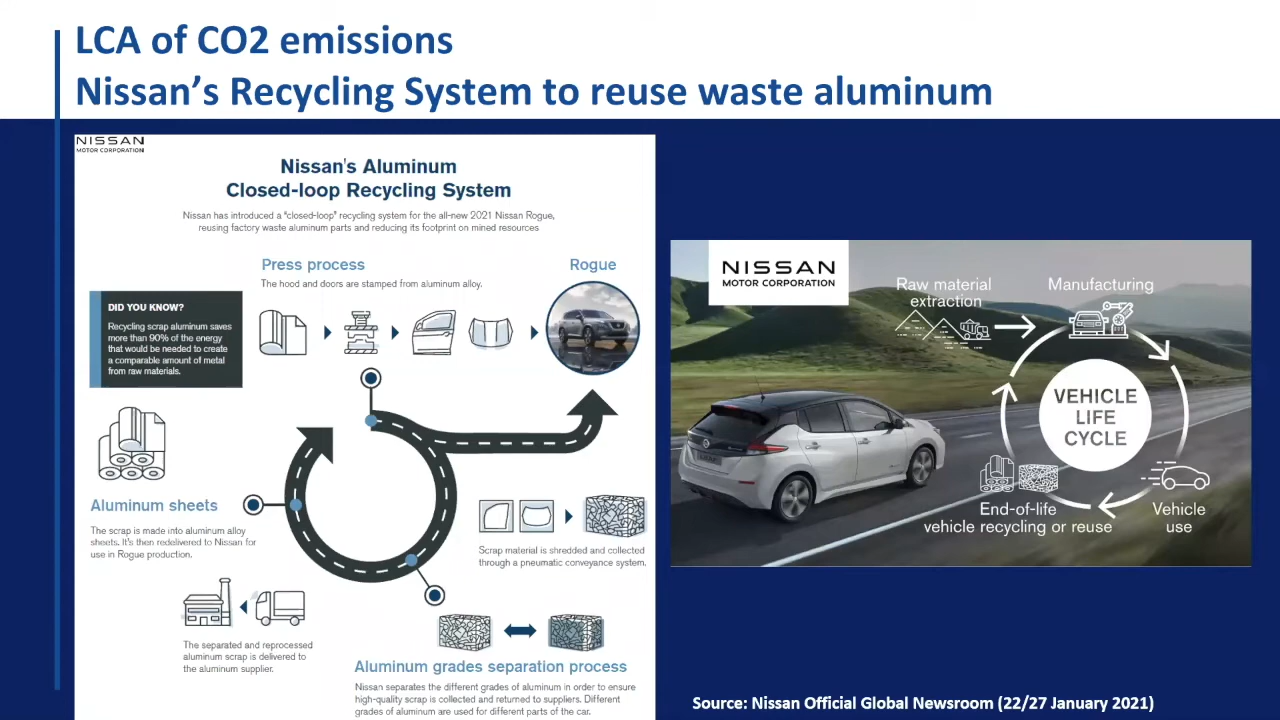 LCA of CO2 emissions
Nissan’s Recycling System to reuse waste aluminum
NISSAN
MOTOR CORPORATION
Nissan's Aluminum
Closed-loop Recycling System
Nissan has introduced a "closed-loop" recycling system for the all-new 2021 Nissan Rogue,
reusing factory waste aluminum parts and reducing its footprint on mined resources
Press process
The hood and doors are stamped from aluminum alloy.
Rogue
DID YOU KNOW?
Recycling scrap aluminum saves
more than 90% of the energy
that would be needed to create
a comparable amount of metal
from raw materials.
Aluminum sheets
The scrap is made into aluminum alloy
sheets. It's then redelivered to Nissan for
use in Rogue production.
Scrap material is shredded and collected
through a pneumatic conveyance system.
The separated and reprocessed
aluminum scrap is delivered to
the aluminum supplier.
Aluminum grades separation process
Nissan separates the different grades of aluminum in order to ensure
high-quality scrap is collected and returned to suppliers. Different
grades of aluminum are used for different parts of the car.
NISSAN
MOTOR CORPORATION
Raw material
extraction
Manufacturing
VEHICLE
LIFE
CYCLE
End-of-life
vehicle recycling or reuse
Vehicle
use
Source: Nissan Official Global Newsroom (22/27 January 2021)